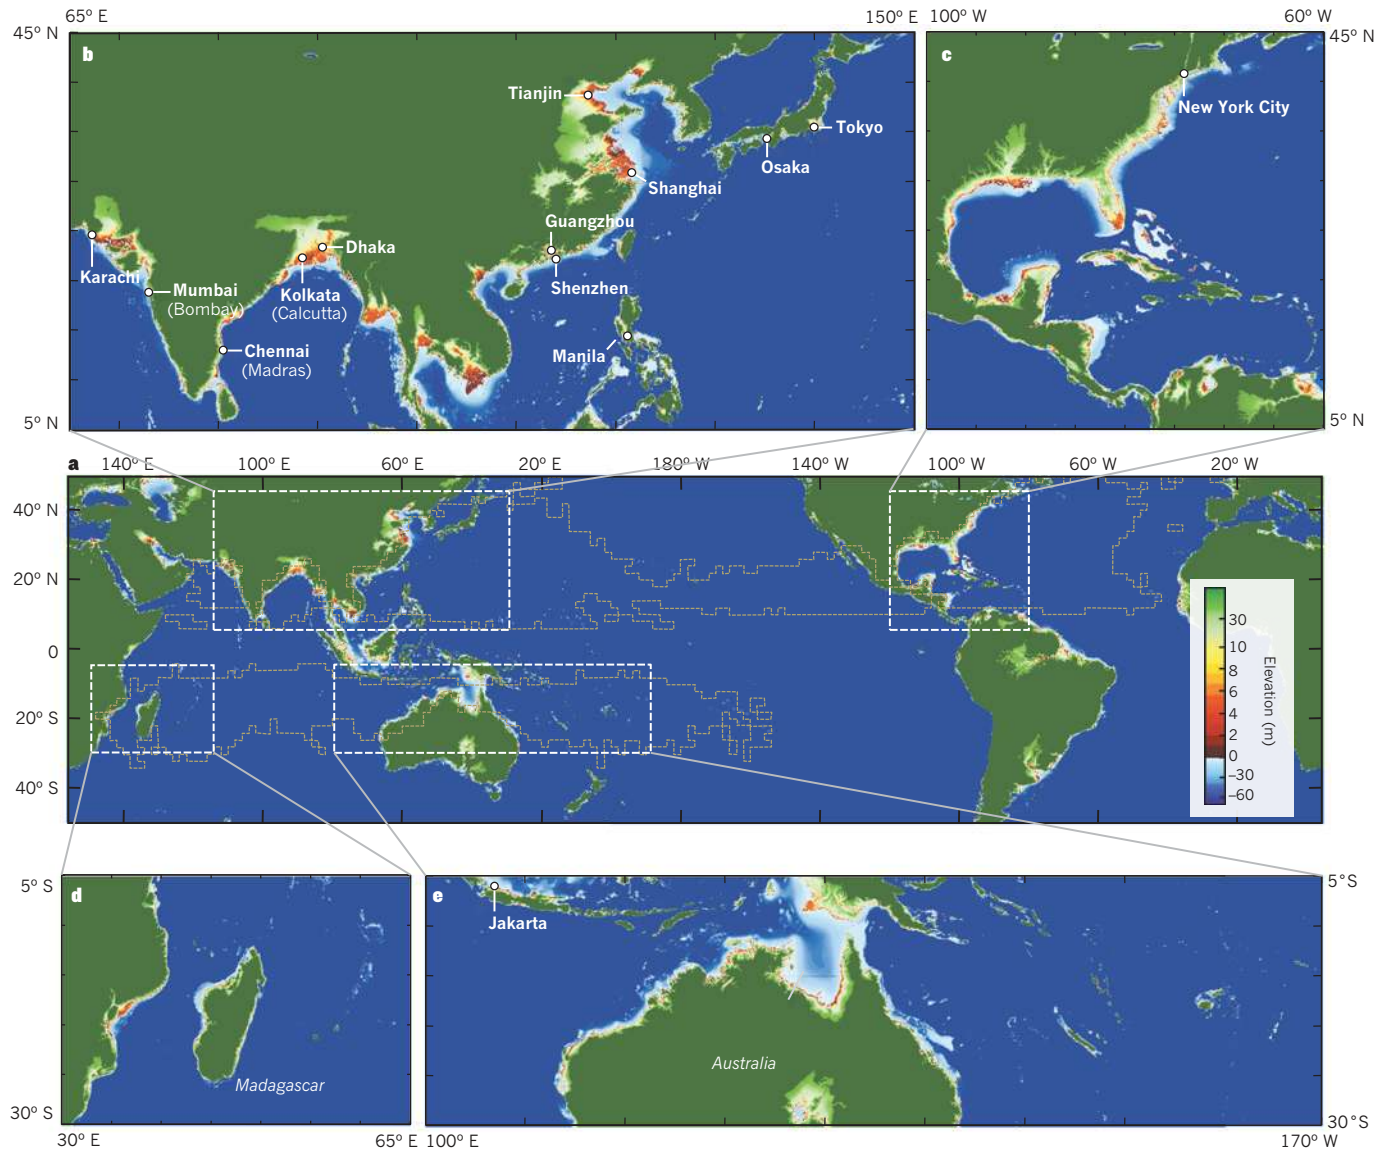 65° E
150° E
100° W
60° W
45° N
b
c
45° N
Tianjin
New York City
Tokyo
Osaka
Shanghai
Guangzhou
Dhaka
Karachi
Mumbai
(Bombay)
Kolkata
(Calcutta)
Shenzhen
Chennai
(Madras)
Manila
5° N
5° N
a
140° E
100° E
60° E
20° E
180° W
140° W
100° W
60° W
20° W
40° N
20° N
0
20° S
40° S
30
10
8
6
4
2
0
–30
–60
Elevation (m)
5° S
d
e
5°S
Jakarta
Madagascar
Australia
30° S
30°S
30° E
65° E
100° E
170° W